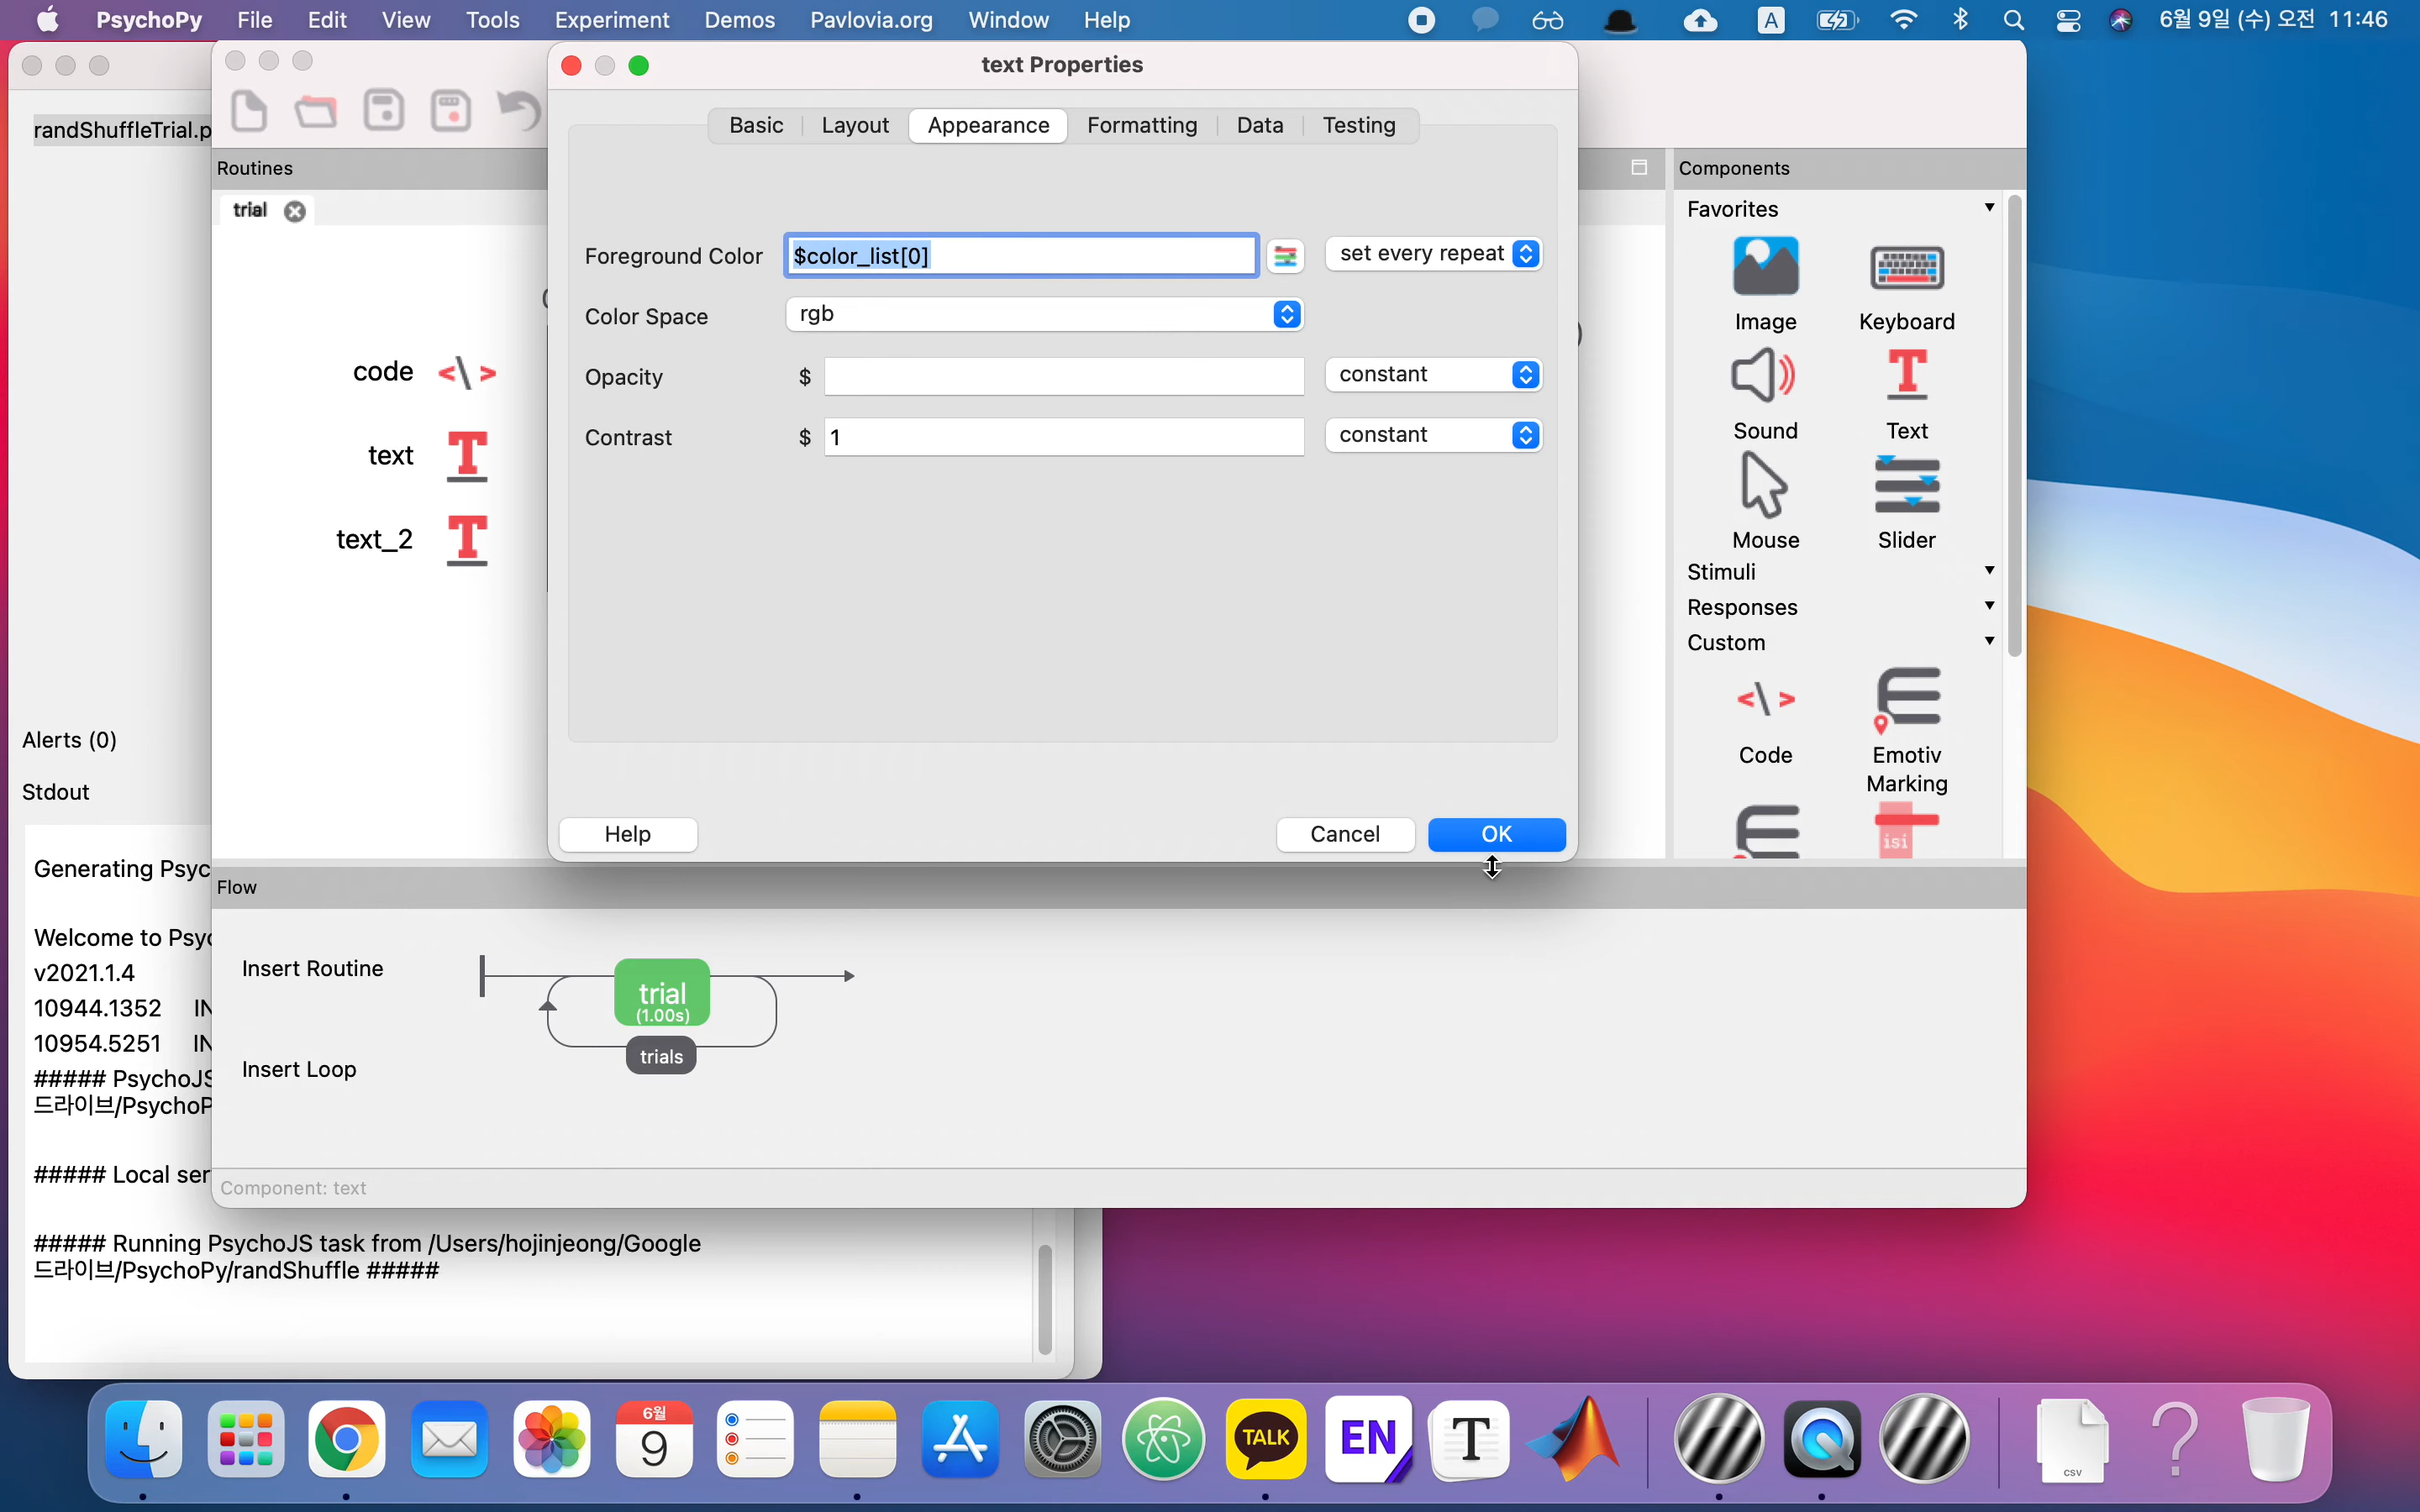 PsychoPy File Edit View Tools Experiment Demos Pavlovia.org Window Help A 6월 9일 (수) 오전 11:46
text Properties
randShuffleTrial.p
Basic Layout Appearance Formatting Data Testing
Routines
Components
trial
Favorites
Foreground Color $color_list[0] set every repeat
Color Space rgb
Opacity $ constant
Contrast $ 1 constant
code
text
text_2
Image Keyboard
Sound Text
Mouse Slider
Stimuli
Responses
Custom
Code Emotiv
Marking
isi
Help Cancel OK
Alerts (0)
Stdout
Generating Psyc
Welcome to Psyc
v2021.1.4
10944.1352 IN
10954.5251 IN
##### PsychoJS
드라이브/PsychoP
##### Local ser
##### Running PsychoJS task from /Users/hojinjeong/Google
드라이브/PsychoPy/randShuffle #####
Flow
Insert Routine
trial
(1.00s)
trials
Insert Loop
Component: text
6월
9
TALK
EN
T
CSV